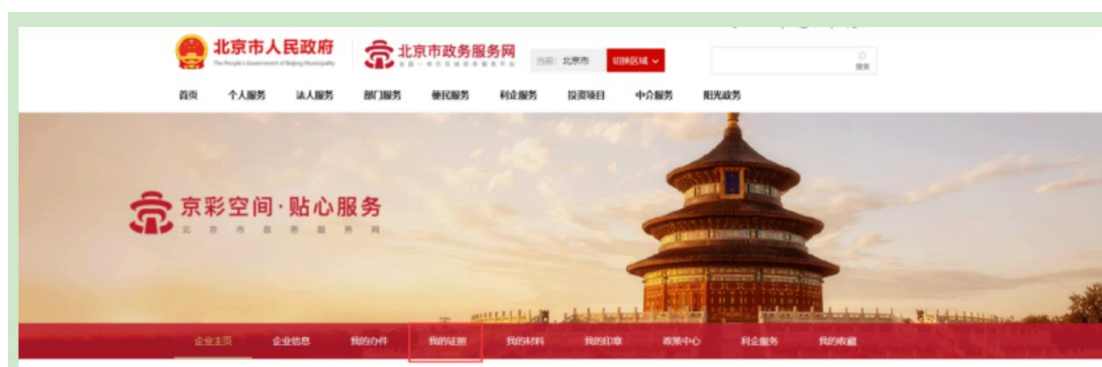 北京市人民政府
The People's Government of Beijing Municipality
北京市政务服务网
当前：北京市
切换区域
搜索
首页 个人服务 法人服务 部门服务 便民服务 利企服务 投资项目 中介服务 阳光政务
京彩空间·贴心服务
北京市政务服务网
企业主页 企业信息 我的办件 我的证照 我的材料 我的印章 政策中心 利企服务 我的收藏